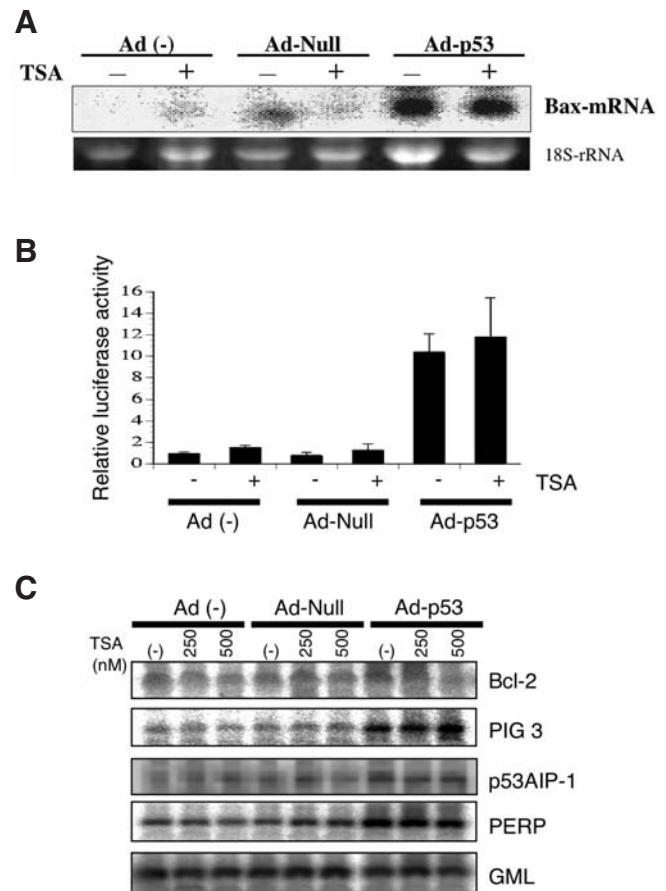 A
Ad (-) Ad-Null Ad-p53
TSA — + — + — +
Bax-mRNA
18S-rRNA
B
Relative luciferase activity
16
14
12
10
8
6
4
2
0
- + - + - + TSA
Ad (-) Ad-Null Ad-p53
C
Ad (-) Ad-Null Ad-p53
TSA (-) 250 500 (-) 250 500 (-) 250 500
(nM)
Bcl-2
PIG 3
p53AIP-1
PERP
GML